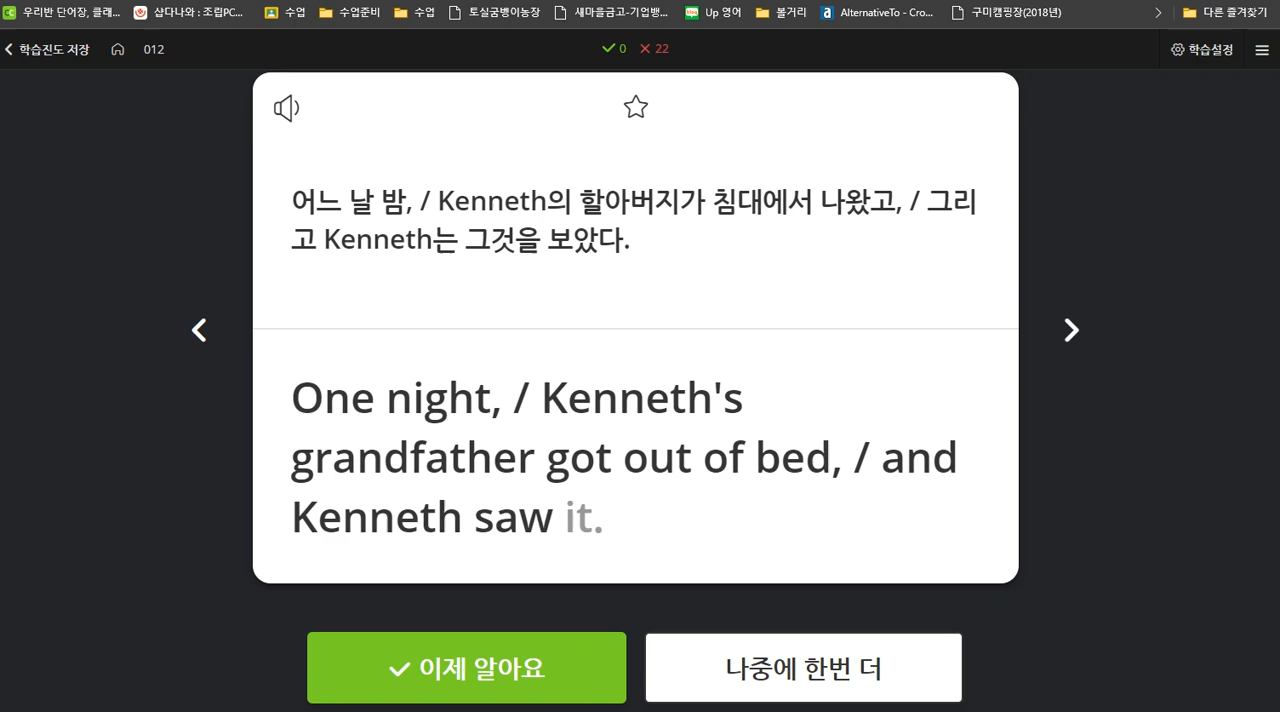 우리반 단어장, 클래... 샵다나와 : 조립PC... 수업 수업준비 수업 토실굼뱅이농장 새마을금고-기업뱅... Up 영어 볼거리 AlternativeTo - Cro... 구미캠핑장(2018년) 다른 즐겨찾기
학습진도 저장 012 0 22 학습설정
어느 날 밤, / Kenneth의 할아버지가 침대에서 나왔고, / 그리
고 Kenneth는 그것을 보았다.
One night, / Kenneth's
grandfather got out of bed, / and
Kenneth saw it.
이제 알아요 나중에 한번 더